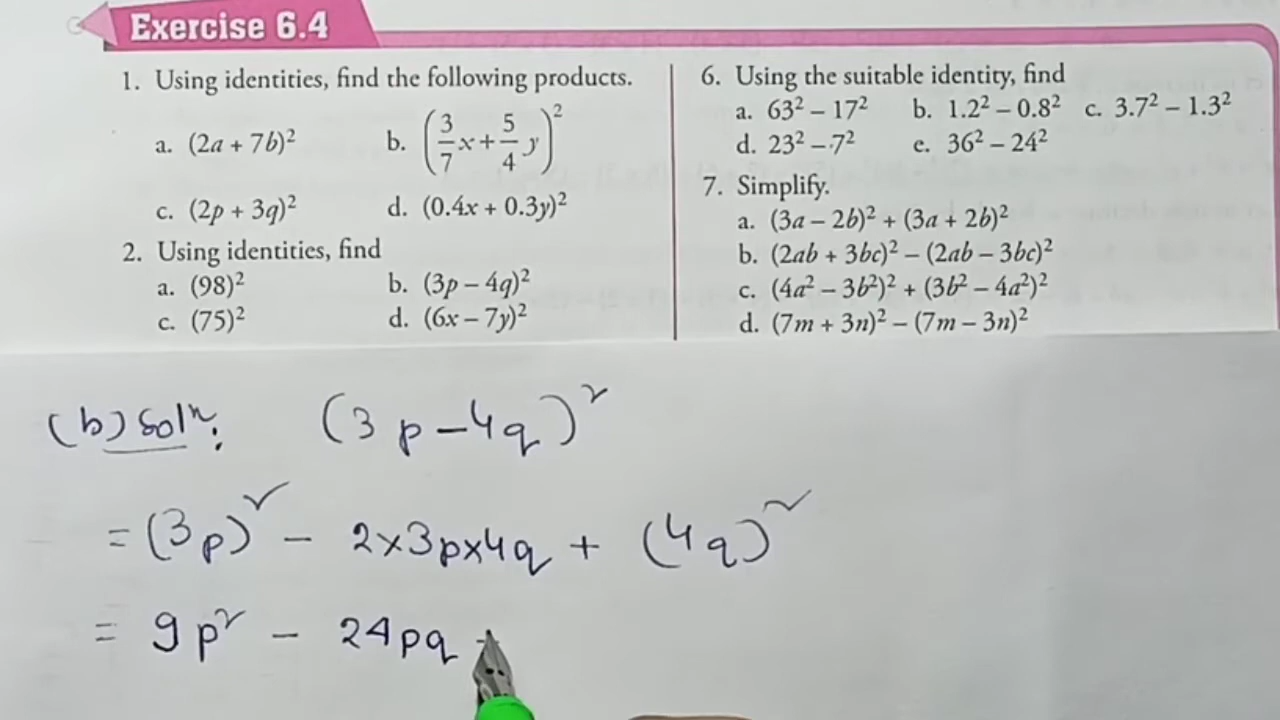 Exercise 6.4
1. Using identities, find the following products.
a. (2a + 7b)²
b. (3/7 x + 5/4 y)²
c. (2p + 3q)²
d. (0.4x + 0.3y)²
2. Using identities, find
a. (98)²
b. (3p – 4q)²
c. (75)²
d. (6x – 7y)²
6. Using the suitable identity, find
a. 63² – 17² b. 1.2² – 0.8² c. 3.7² – 1.3²
d. 23² – 7² e. 36² – 24²
7. Simplify.
a. (3a – 2b)² + (3a + 2b)²
b. (2ab + 3bc)² – (2ab – 3bc)²
c. (4a² – 3b²)² + (3b² – 4a²)²
d. (7m + 3n)² – (7m – 3n)²
(b) Solⁿ: (3p – 4q)²
= (3p)² – 2×3p×4q + (4q)²
= 9p² – 24pq +